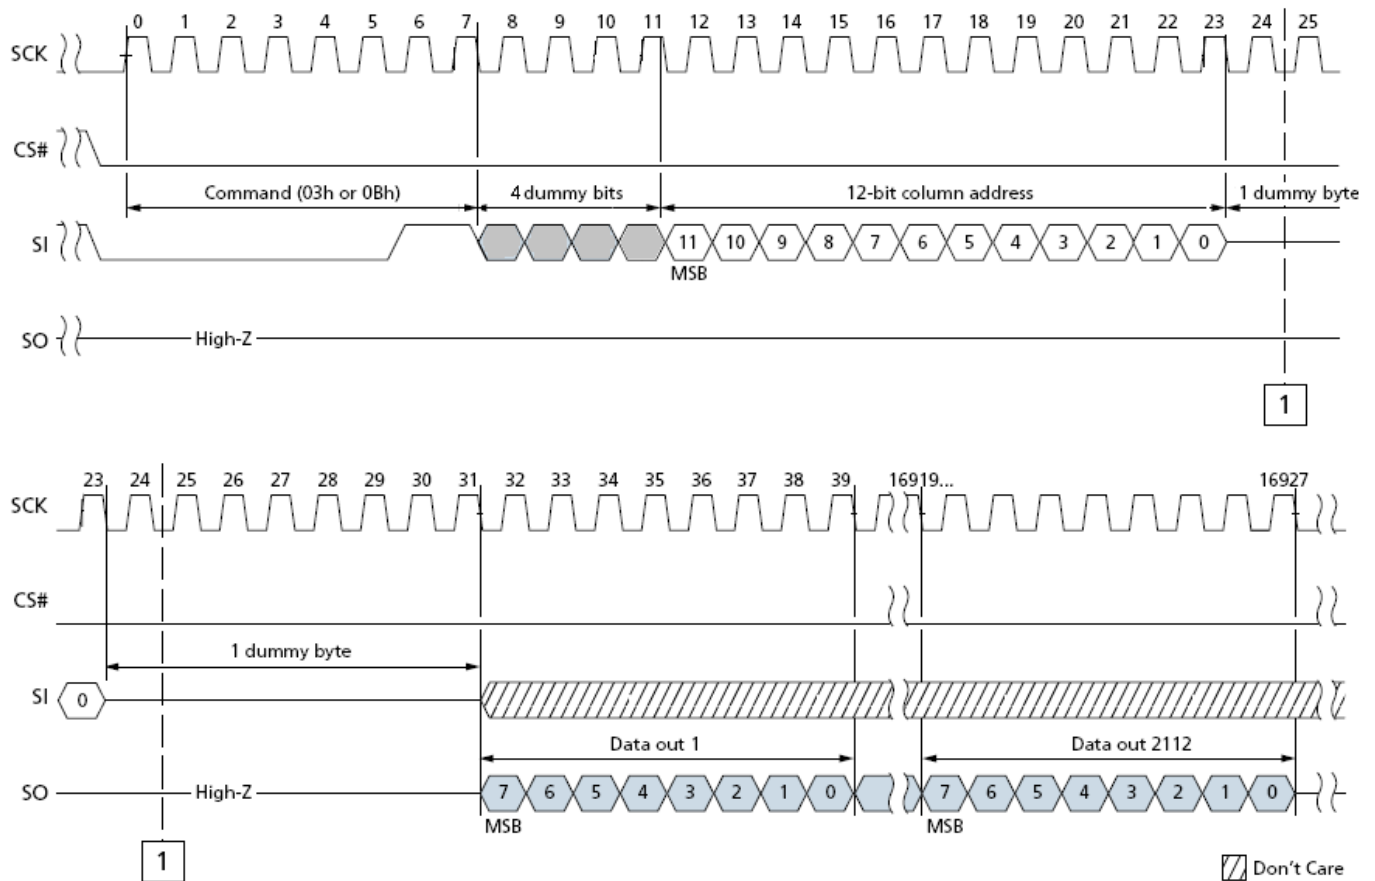 0 1 2 3 4 5 6 7 8 9 10 11 12 13 14 15 16 17 18 19 20 21 22 23 24 25
SCK
CS#
Command (03h or 0Bh) 4 dummy bits 12-bit column address 1 dummy byte
SI 11 10 9 8 7 6 5 4 3 2 1 0
MSB
SO High-Z
1
23 24 25 26 27 28 29 30 31 32 33 34 35 36 37 38 39 16919... 16927
SCK
CS#
1 dummy byte
SI 0
Data out 1 Data out 2112
SO High-Z 7 6 5 4 3 2 1 0 7 6 5 4 3 2 1 0
MSB MSB
1
Don't Care